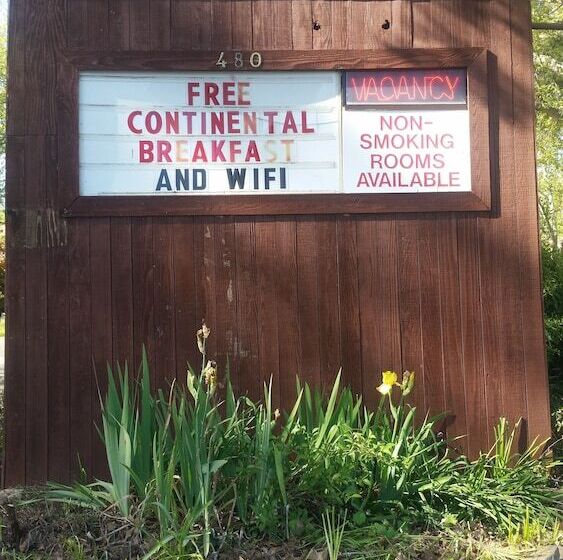 480
FREE
CONTINENTAL
BREAKFAST
AND WIFI
VACANCY
NON-
SMOKING
ROOMS
AVAILABLE